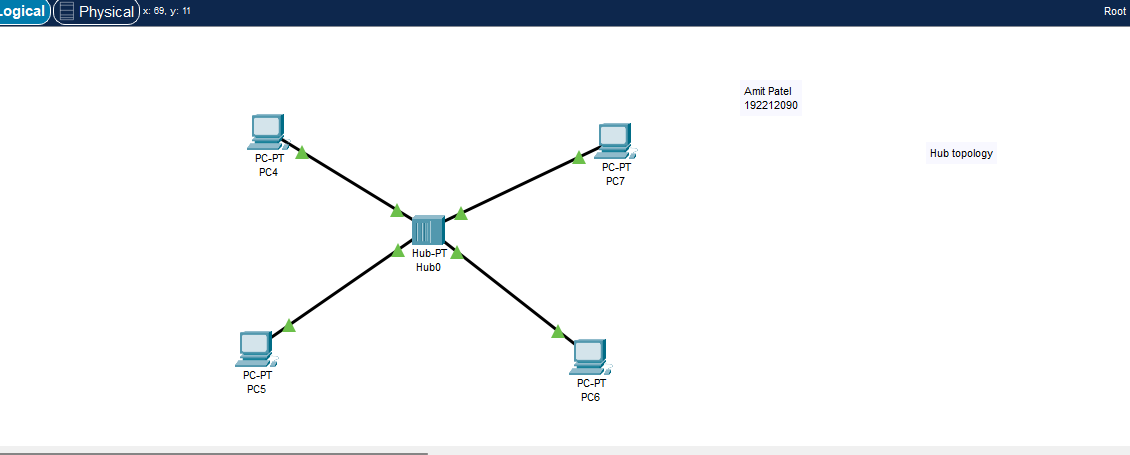 Logical
Physical
x: 69, y: 11
Root
Amit Patel
192212090
Hub topology
PC-PT
PC4
PC-PT
PC7
Hub-PT
Hub0
PC-PT
PC5
PC-PT
PC6